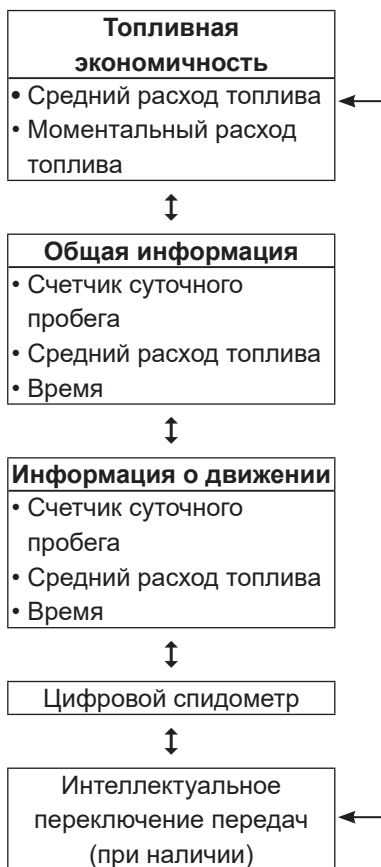 Топливная
экономичность
• Средний расход топлива
• Моментальный расход
топлива
Общая информация
• Счетчик суточного
пробега
• Средний расход топлива
• Время
Информация о движении
• Счетчик суточного
пробега
• Средний расход топлива
• Время
Цифровой спидометр
Интеллектуальное
переключение передач
(при наличии)